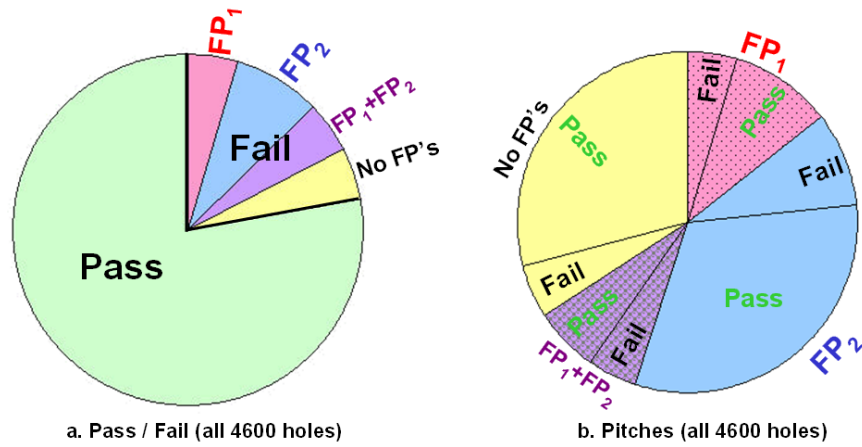 FP₁
FP₂
FP₁+FP₂
No FP's
Fail
Pass
a. Pass / Fail (all 4600 holes)
FP₁
Fail
Pass
Fail
Pass
FP₂
Fail
Pass
FP₁+FP₂
Fail
Pass
No FP's
b. Pitches (all 4600 holes)